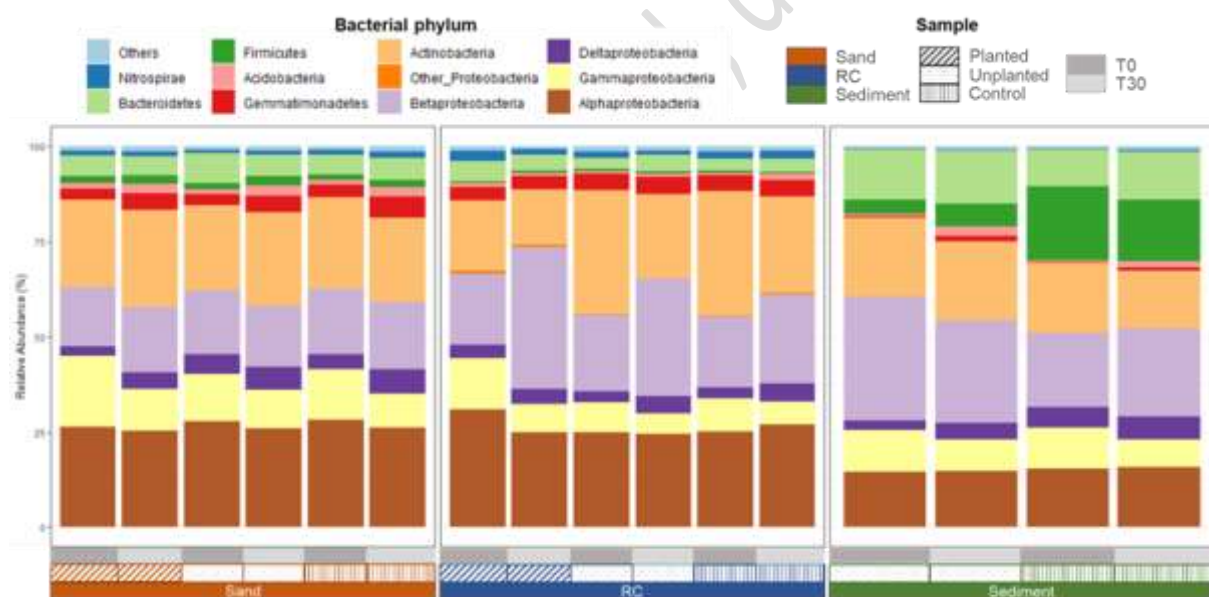 Bacterial phylum
Sample
Others
Firmicutes
Actinobacteria
Deltaproteobacteria
Nitrospirae
Acidobacteria
Other_Proteobacteria
Gammaproteobacteria
Bacteroidetes
Gemmatimonadetes
Betaproteobacteria
Alphaproteobacteria
Sand
Planted
T0
RC
Unplanted
T30
Sediment
Control
Relative Abundance (%)
100
75
50
25
0
Sand
RC
Sediment